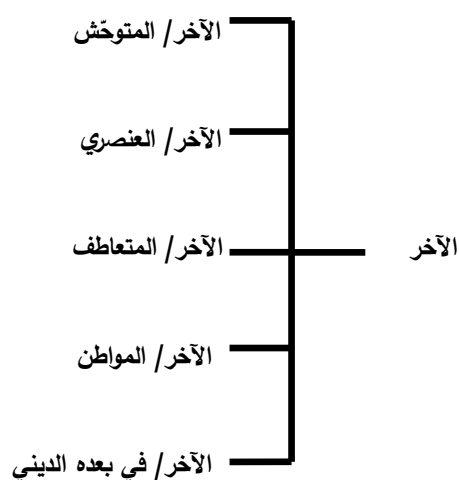 الآخر
الآخر/ المتوحّش
الآخر/ العنصري
الآخر/ المتعاطف
الآخر/ المواطن
الآخر/ في بعده الديني